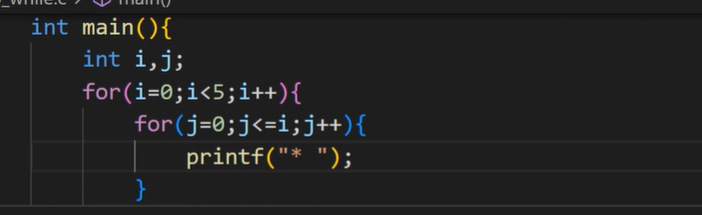 _while.c > main()
int main(){
int i,j;
for(i=0;i<5;i++){
for(j=0;j<=i;j++){
printf("* ");
}